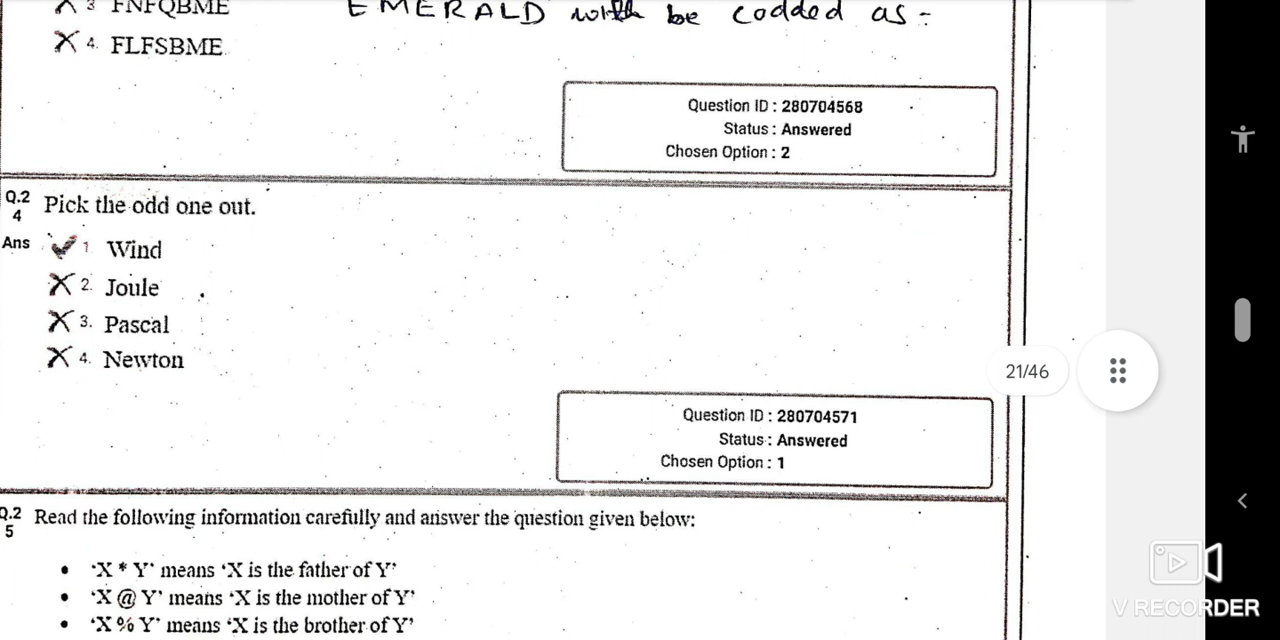 3 FNFQBME
EMERALD with be codded as :-
4. FLFSBME
Question ID : 280704568
Status : Answered
Chosen Option : 2
Q.2
4
Pick the odd one out.
Ans
1. Wind
2. Joule
3. Pascal
4. Newton
21/46
Question ID : 280704571
Status : Answered
Chosen Option : 1
Q.2
5
Read the following information carefully and answer the question given below:
• ‘X * Y’ means ‘X is the father of Y’
• ‘X @ Y’ means ‘X is the mother of Y’
• ‘X % Y’ means ‘X is the brother of Y’
V RECORDER